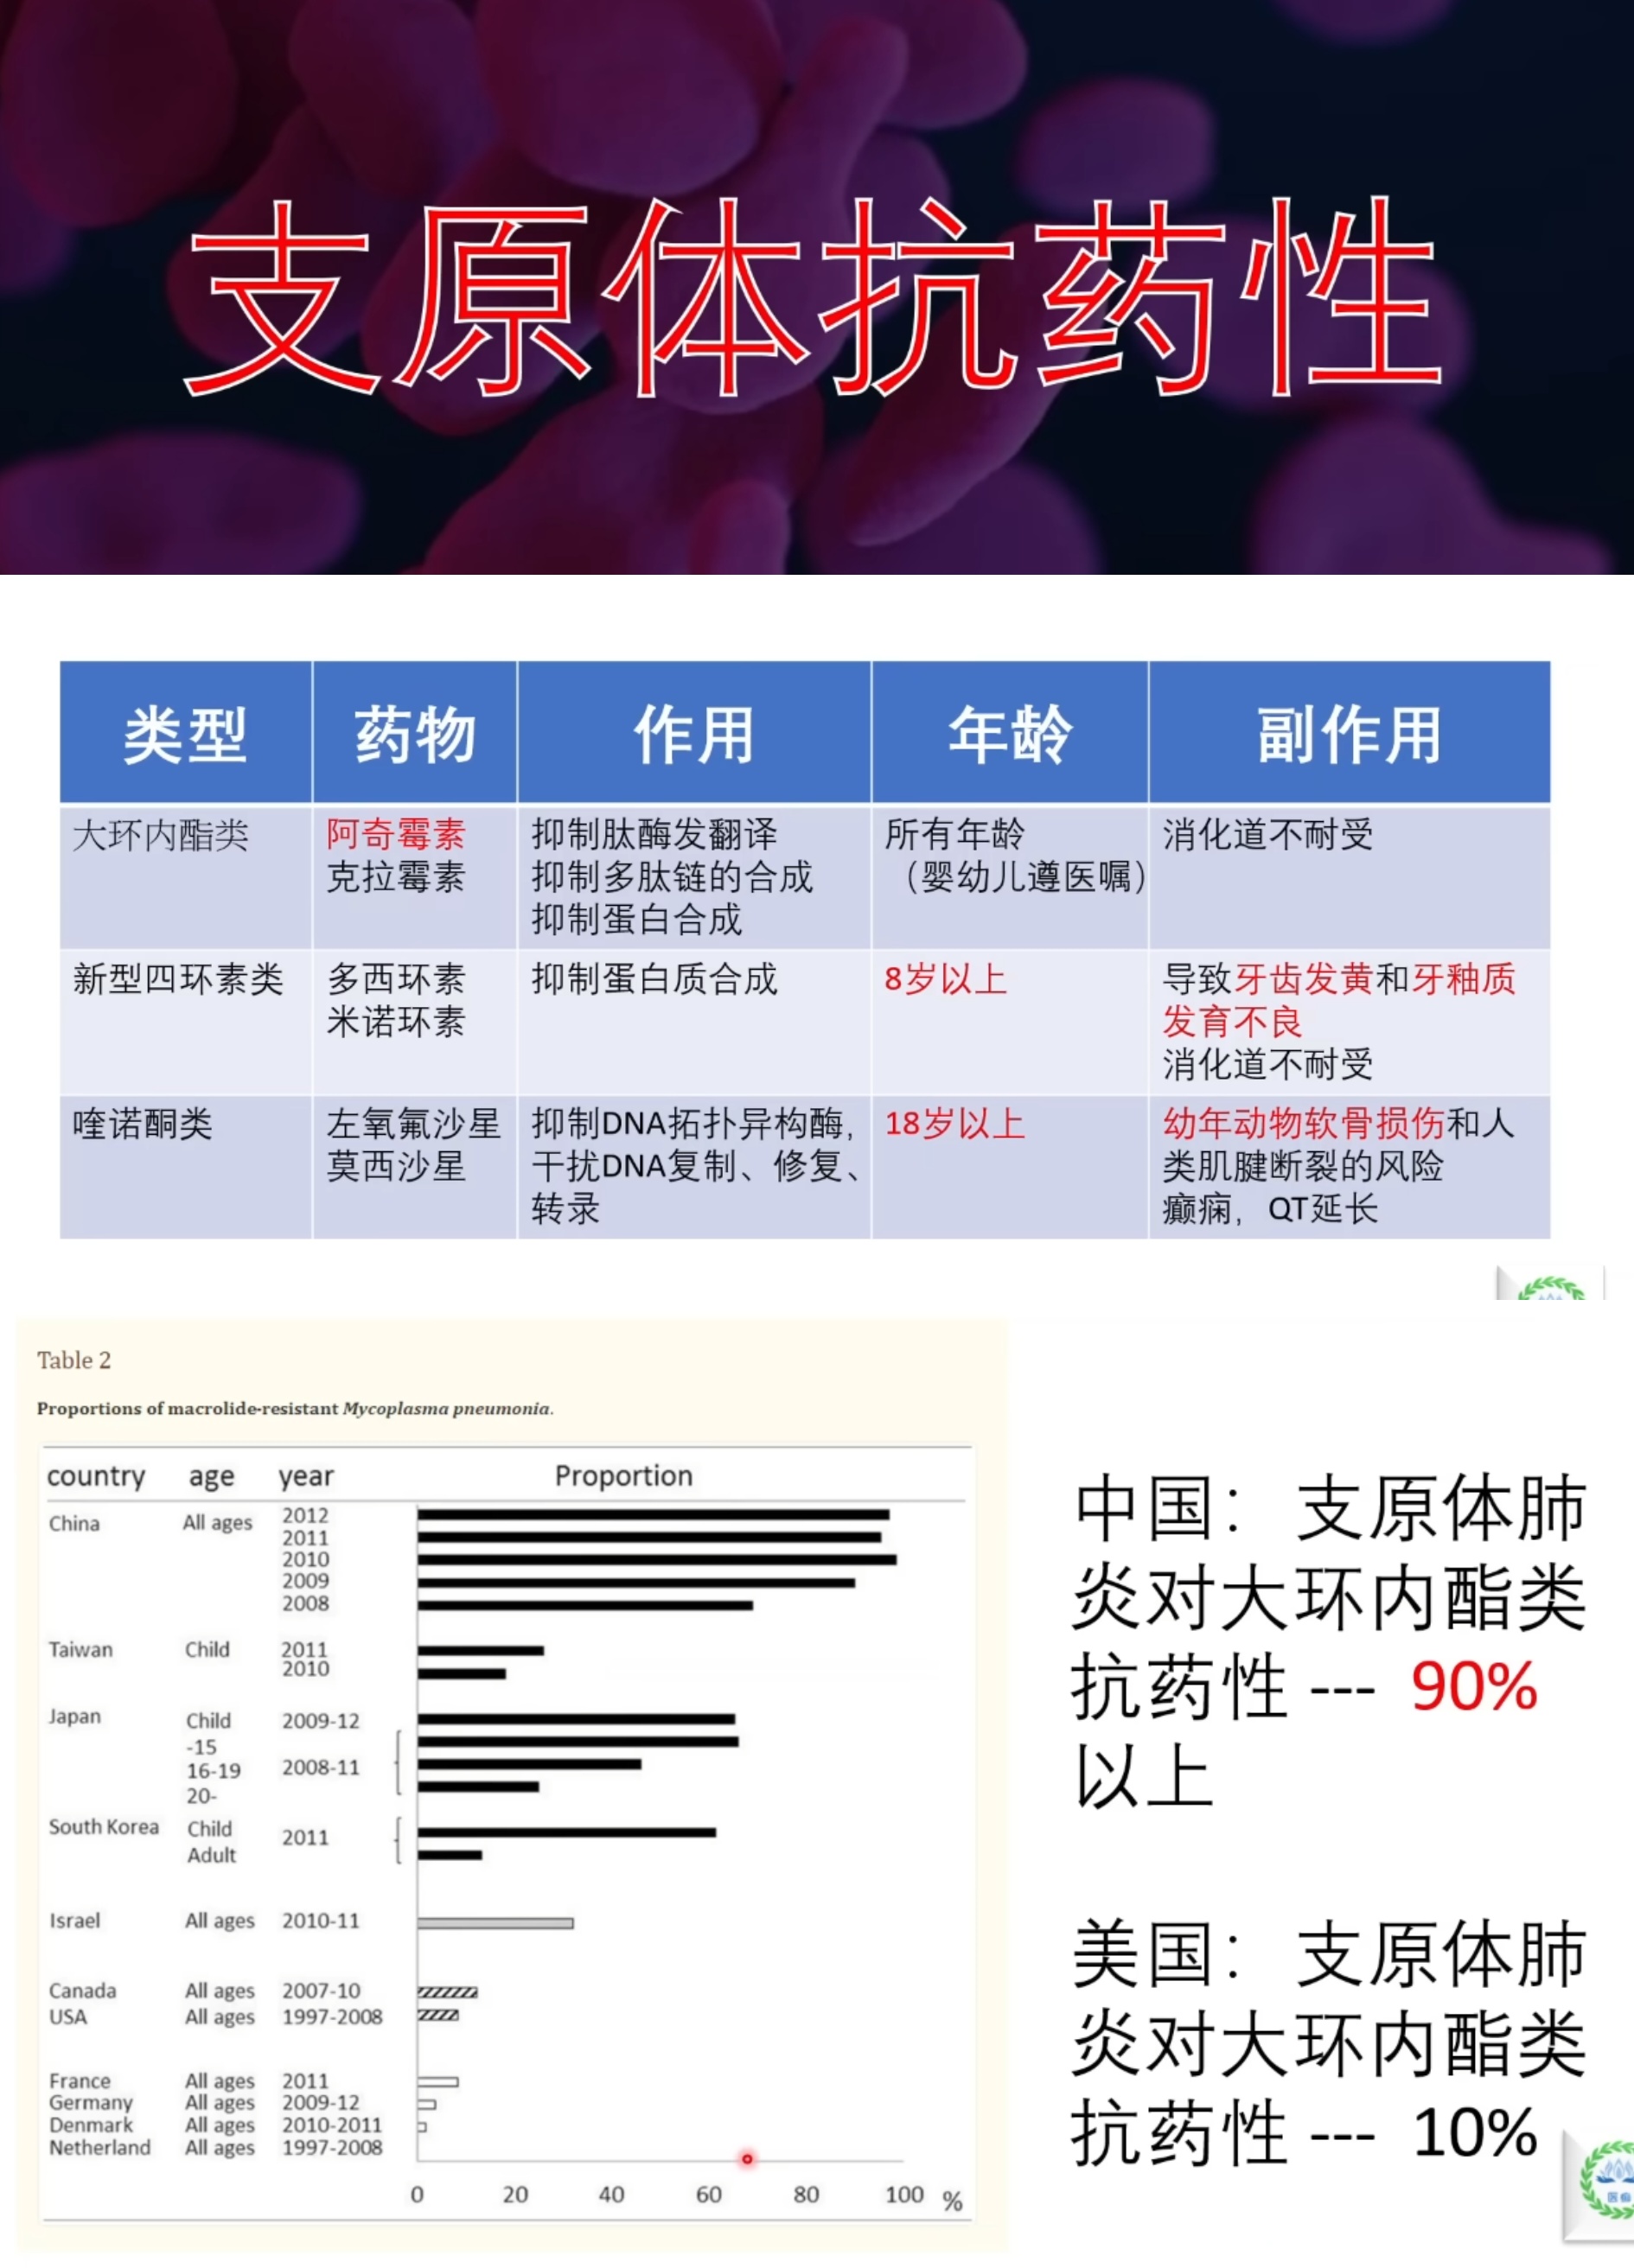 支原体抗药性
类型 药物 作用 年龄 副作用
大环内酯类 阿奇霉素 抑制肽酶发翻译 所有年龄 消化道不耐受
克拉霉素 抑制多肽链的合成 （婴幼儿遵医嘱）
抑制蛋白合成
新型四环素类 多西环素 抑制蛋白质合成 8岁以上 导致牙齿发黄和牙釉质
米诺环素 发育不良
消化道不耐受
喹诺酮类 左氧氟沙星 抑制DNA拓扑异构酶， 18岁以上 幼年动物软骨损伤和人
莫西沙星 干扰DNA复制、修复、 类肌腱断裂的风险
转录 癫痫，QT延长
Table 2
Proportions of macrolide-resistant Mycoplasma pneumonia.
country age year Proportion
China All ages 2012
2011
2010
2009
2008
Taiwan Child 2011
2010
Japan Child 2009-12
-15
16-19 2008-11
20-
South Korea Child 2011
Adult
Israel All ages 2010-11
Canada All ages 2007-10
USA All ages 1997-2008
France All ages 2011
Germany All ages 2009-12
Denmark All ages 2010-2011
Netherland All ages 1997-2008
0 20 40 60 80 100 %
中国：支原体肺
炎对大环内酯类
抗药性 --- 90%
以上
美国：支原体肺
炎对大环内酯类
抗药性 --- 10%